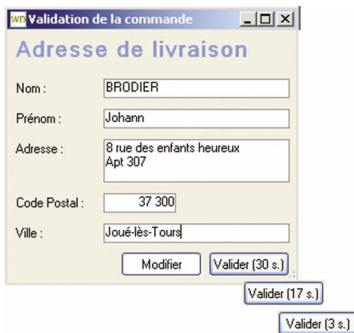 WD Validation de la commande
Adresse de livraison
Nom : BRODIER
Prénom : Johann
Adresse : 8 rue des enfants heureux
Apt 307
Code Postal : 37 300
Ville : Joué-lès-Tours
Modifier Valider (30 s.)
Valider (17 s.)
Valider (3 s.)